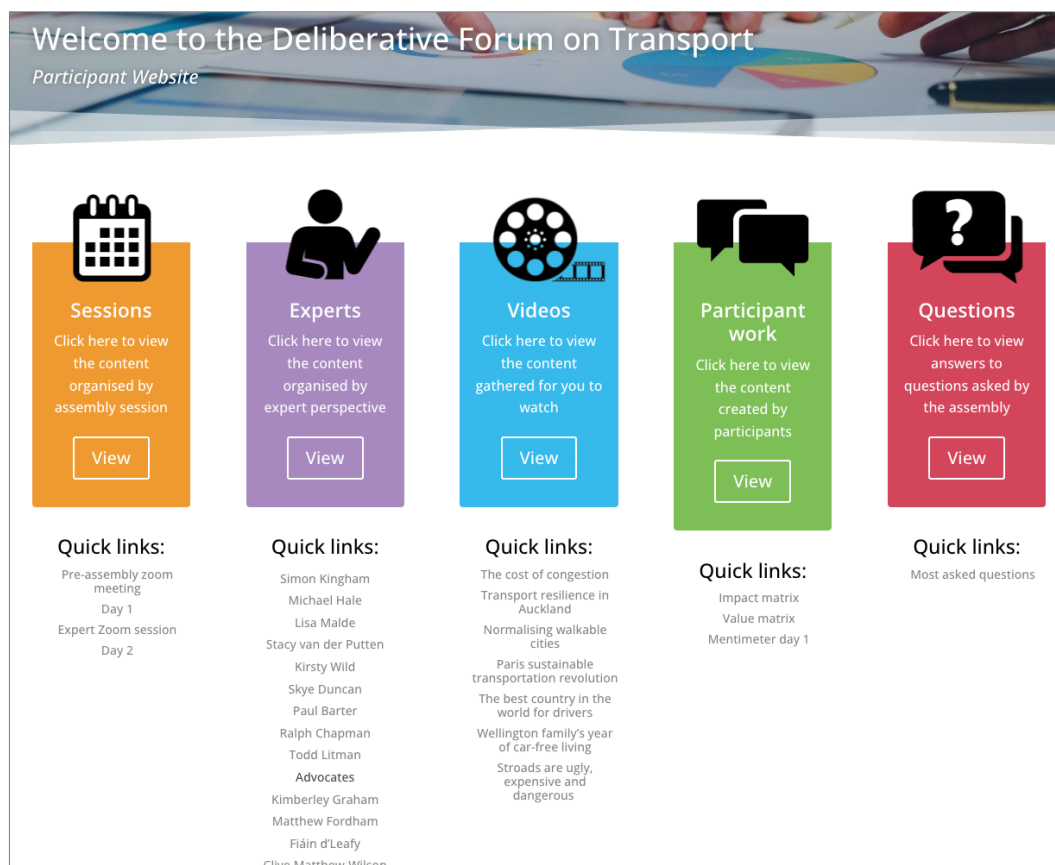 Welcome to the Deliberative Forum on Transport
Participant Website
Sessions
Click here to view
the content
organised by
assembly session
View
Quick links:
Pre-assembly zoom
meeting
Day 1
Expert Zoom session
Day 2
Experts
Click here to view
the content
organised by
expert perspective
View
Quick links:
Simon Kingham
Michael Hale
Lisa Malde
Stacy van der Putten
Kirsty Wild
Skye Duncan
Paul Barter
Ralph Chapman
Todd Litman
Advocates
Kimberley Graham
Matthew Fordham
Fiáin d'Leafy
Clive Matthew Wilson
Videos
Click here to view
the content
gathered for you to
watch
View
Quick links:
The cost of congestion
Transport resilience in
Auckland
Normalising walkable
cities
Paris sustainable
transportation revolution
The best country in the
world for drivers
Wellington family's year
of car-free living
Stroads are ugly,
expensive and
dangerous
Participant
work
Click here to view
the content
created by
participants
View
Quick links:
Impact matrix
Value matrix
Mentimeter day 1
?
Questions
Click here to view
answers to
questions asked by
the assembly
View
Quick links:
Most asked questions